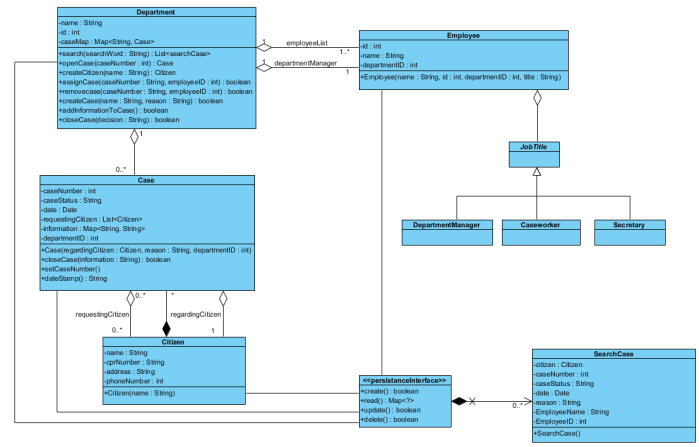 Department
-name : String
-id : int
-caseMap : Map<String, Case>
+search(searchWord : String) : List<searchCase>
+openCase(caseNumber : int) : Case
+createCitizen(name : String) : Citizen
+assignCase(caseNumber : String, employeeID : int) : boolean
+removecase(caseNumber : String, employeeID : int) : boolean
+createCase(name : String, reason : String) : boolean
+addInformationToCase() : boolean
+closeCase(decision : String) : boolean
1
employeeList
1..*
1
departmentManager
1
Employee
-id : int
-name : String
-departmentID : int
+Employee(name : String, id : int, departmentID : int, title : String)
JobTitle
DepartmentManager
Caseworker
Secretary
1
0..*
Case
-caseNumber : int
-caseStatus : String
-date : Date
-requestingCitizen : List<Citizen>
-information : Map<String, String>
-departmentID : int
+Case(regardingCitizen : Citizen, reason : String, departmentID : int)
+closeCase(information : String) : boolean
+setCaseNumber()
+dateStamp() : String
0..*
*
requestingCitizen
regardingCitizen
0..*
1
Citizen
-name : String
-cprNumber : String
-address : String
-phoneNumber : int
+Citizen(name : String)
<<persistanceInterface>>
+create() : boolean
+read() : Map<?>
+update() : boolean
+delete() : boolean
0..*
SearchCase
-citizen : Citizen
-caseNumber : int
-caseStatus : String
-date : Date
-reason : String
-EmployeeName : String
-EmployeeID : int
+SearchCase()